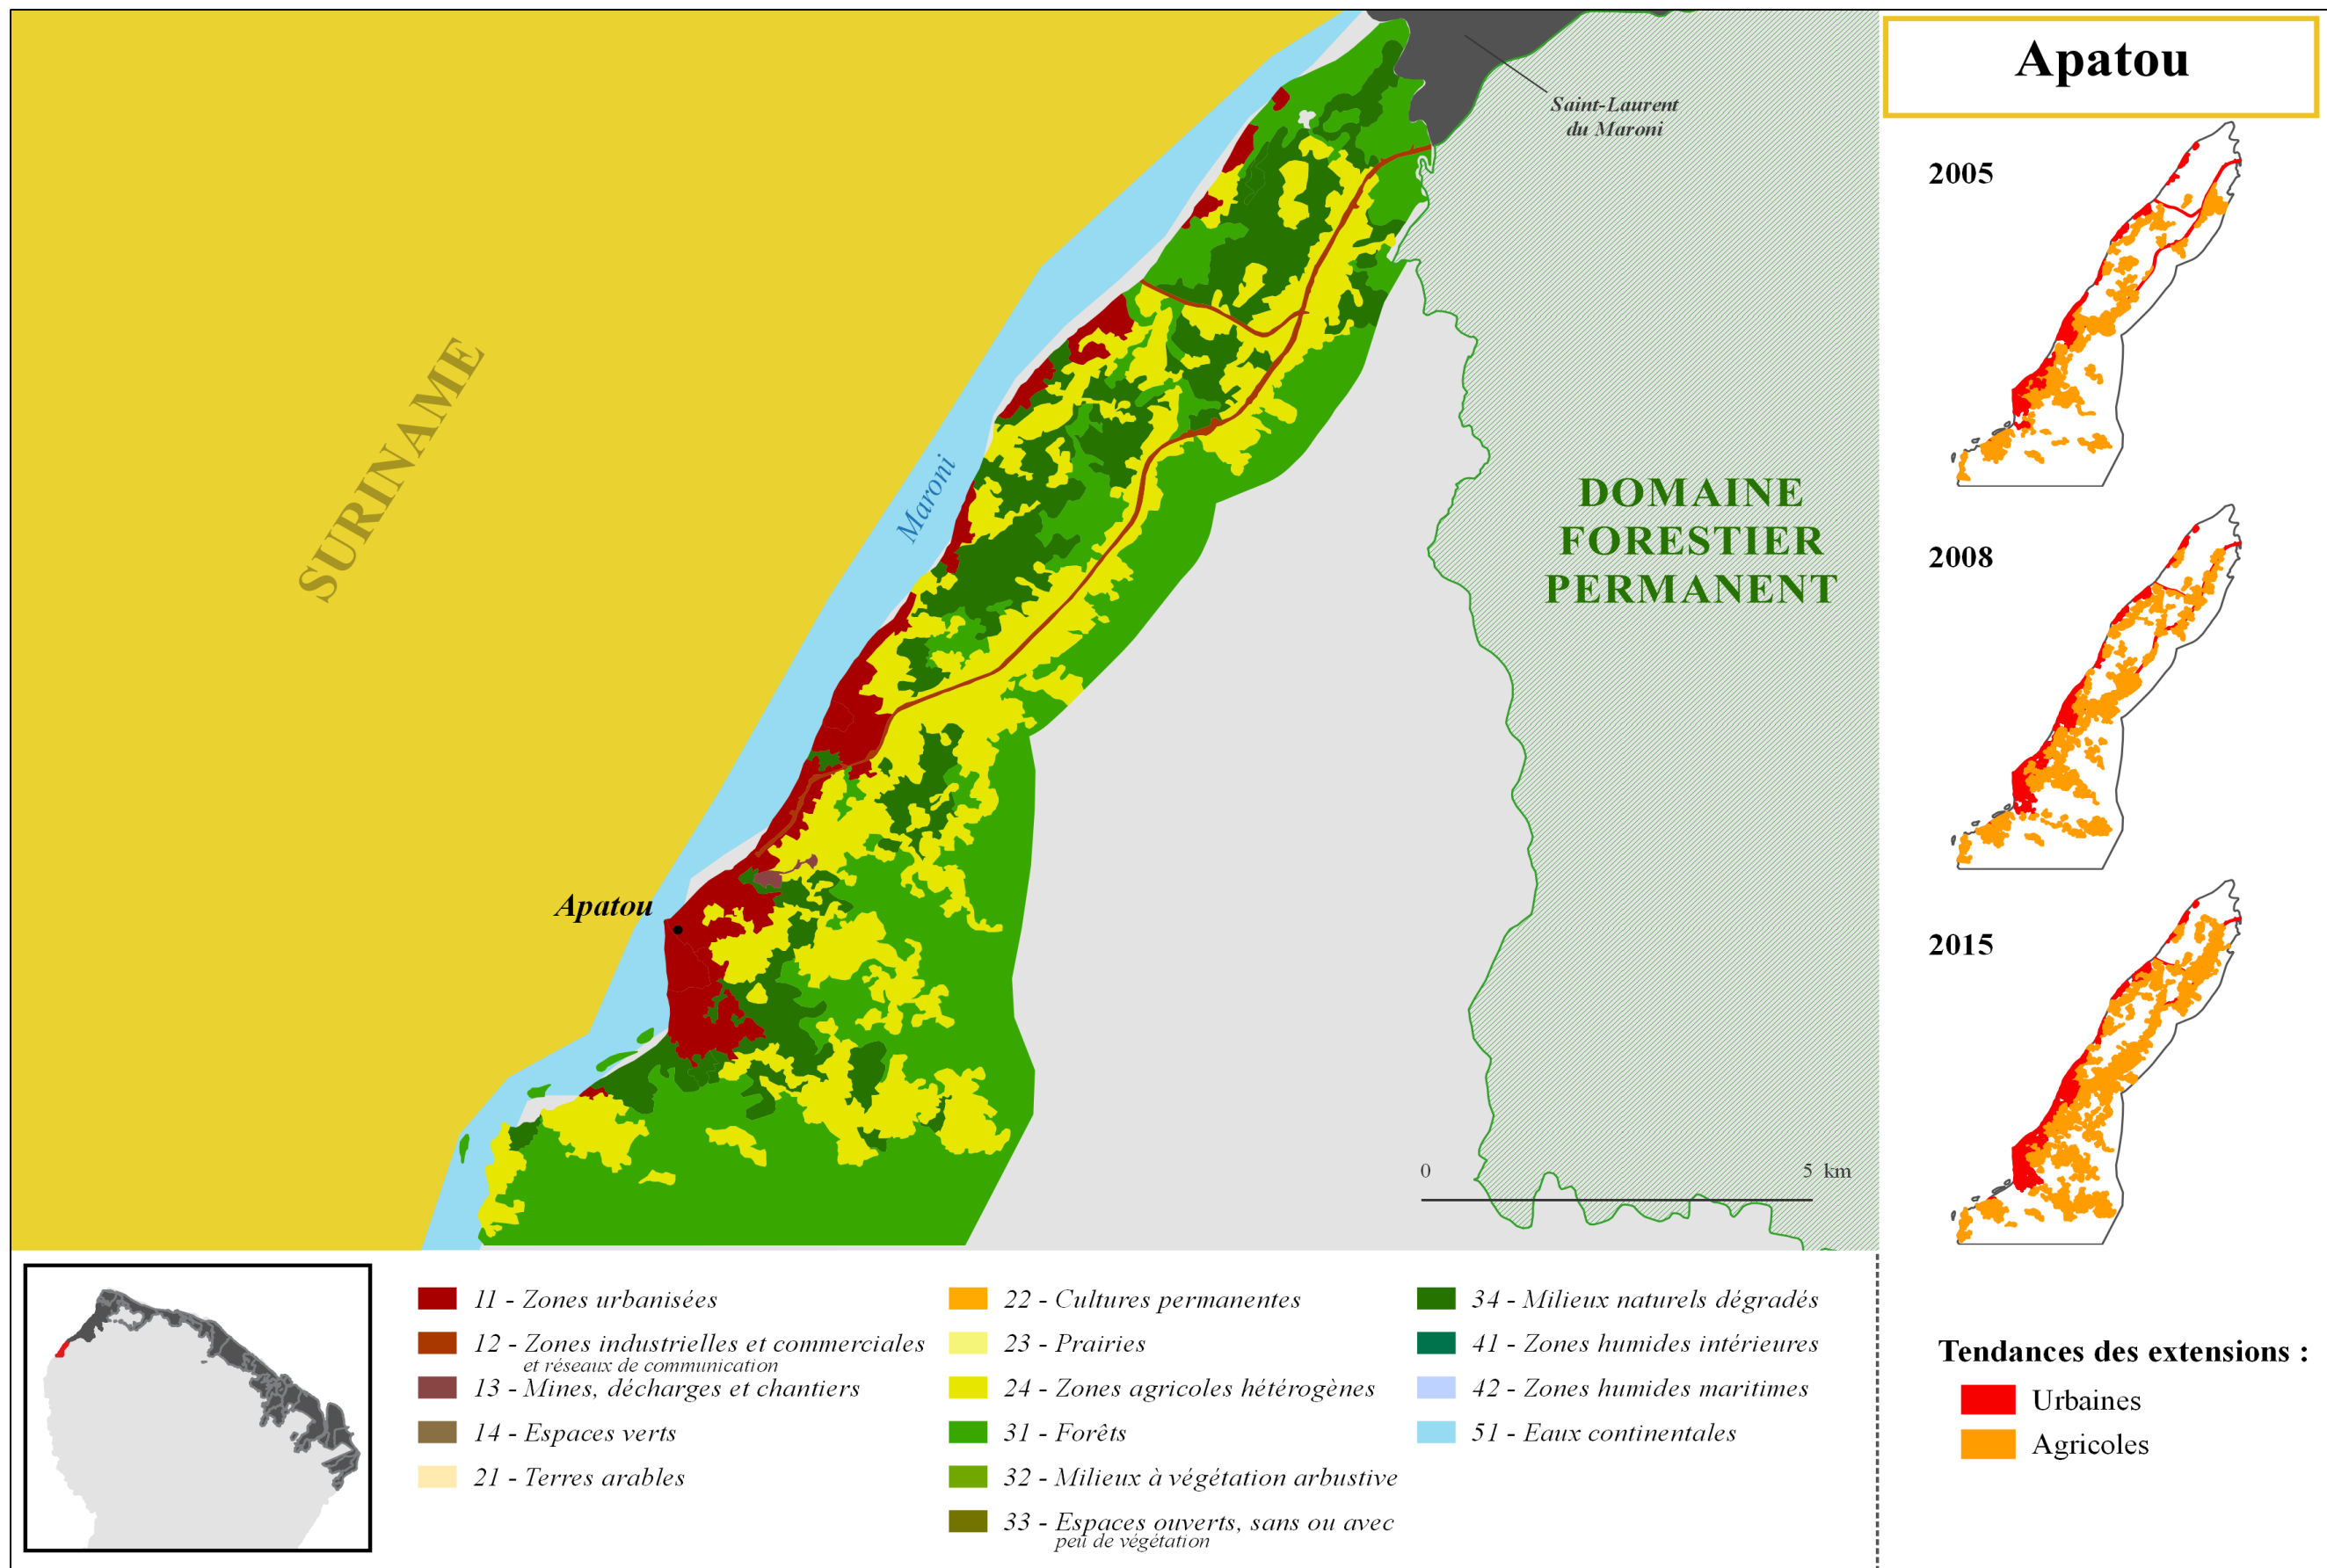 Apatou
Saint-Laurent
du Maroni
SURINAME
Maroni
DOMAINE
FORESTIER
PERMANENT
Apatou
0 5 km
2005
2008
2015
11 - Zones urbanisées
12 - Zones industrielles et commerciales
et réseaux de communication
13 - Mines, décharges et chantiers
14 - Espaces verts
21 - Terres arables
22 - Cultures permanentes
23 - Prairies
24 - Zones agricoles hétérogènes
31 - Forêts
32 - Milieux à végétation arbustive
33 - Espaces ouverts, sans ou avec
peu de végétation
34 - Milieux naturels dégradés
41 - Zones humides intérieures
42 - Zones humides maritimes
51 - Eaux continentales
Tendances des extensions :
Urbaines
Agricoles